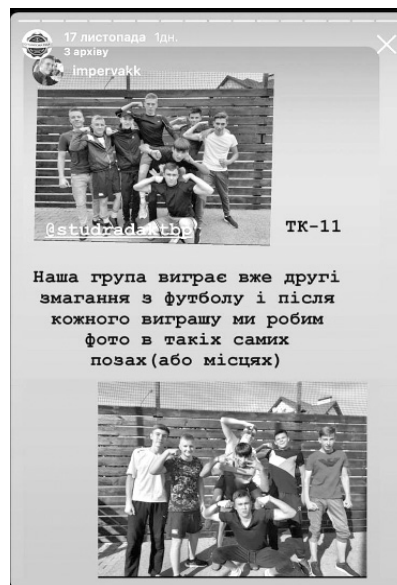 17 листопада 1дн.
З архіву
impervakk
@studradaktbp
ТК-11
Наша група виграє вже другі
змагання з футболу і після
кожного виграшу ми робим
фото в таких самих
позах(або місцях)